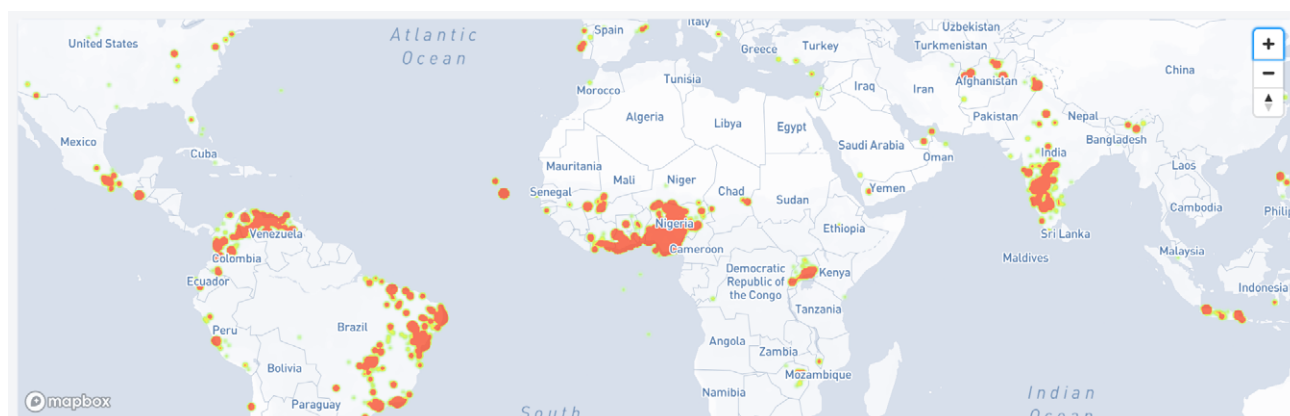 United States
Atlantic
Ocean
Spain
Italy
Greece
Turkey
Uzbekistan
Turkmenistan
China
Afghanistan
Iran
Iraq
Tunisia
Morocco
Algeria
Libya
Egypt
Pakistan
Nepal
Bangladesh
Mexico
Cuba
Saudi Arabia
Oman
India
Laos
Mauritania
Mali
Niger
Chad
Sudan
Yemen
Senegal
Nigeria
Ethiopia
Cambodia
Philip
Venezuela
Cameroon
Sri Lanka
Colombia
Maldives
Malaysia
Ecuador
Democratic
Republic of
the Congo
Kenya
Indonesia
Tanzania
Peru
Brazil
Angola
Zambia
Bolivia
Mozambique
Namibia
Paraguay
South
Indian
Ocean
mapbox